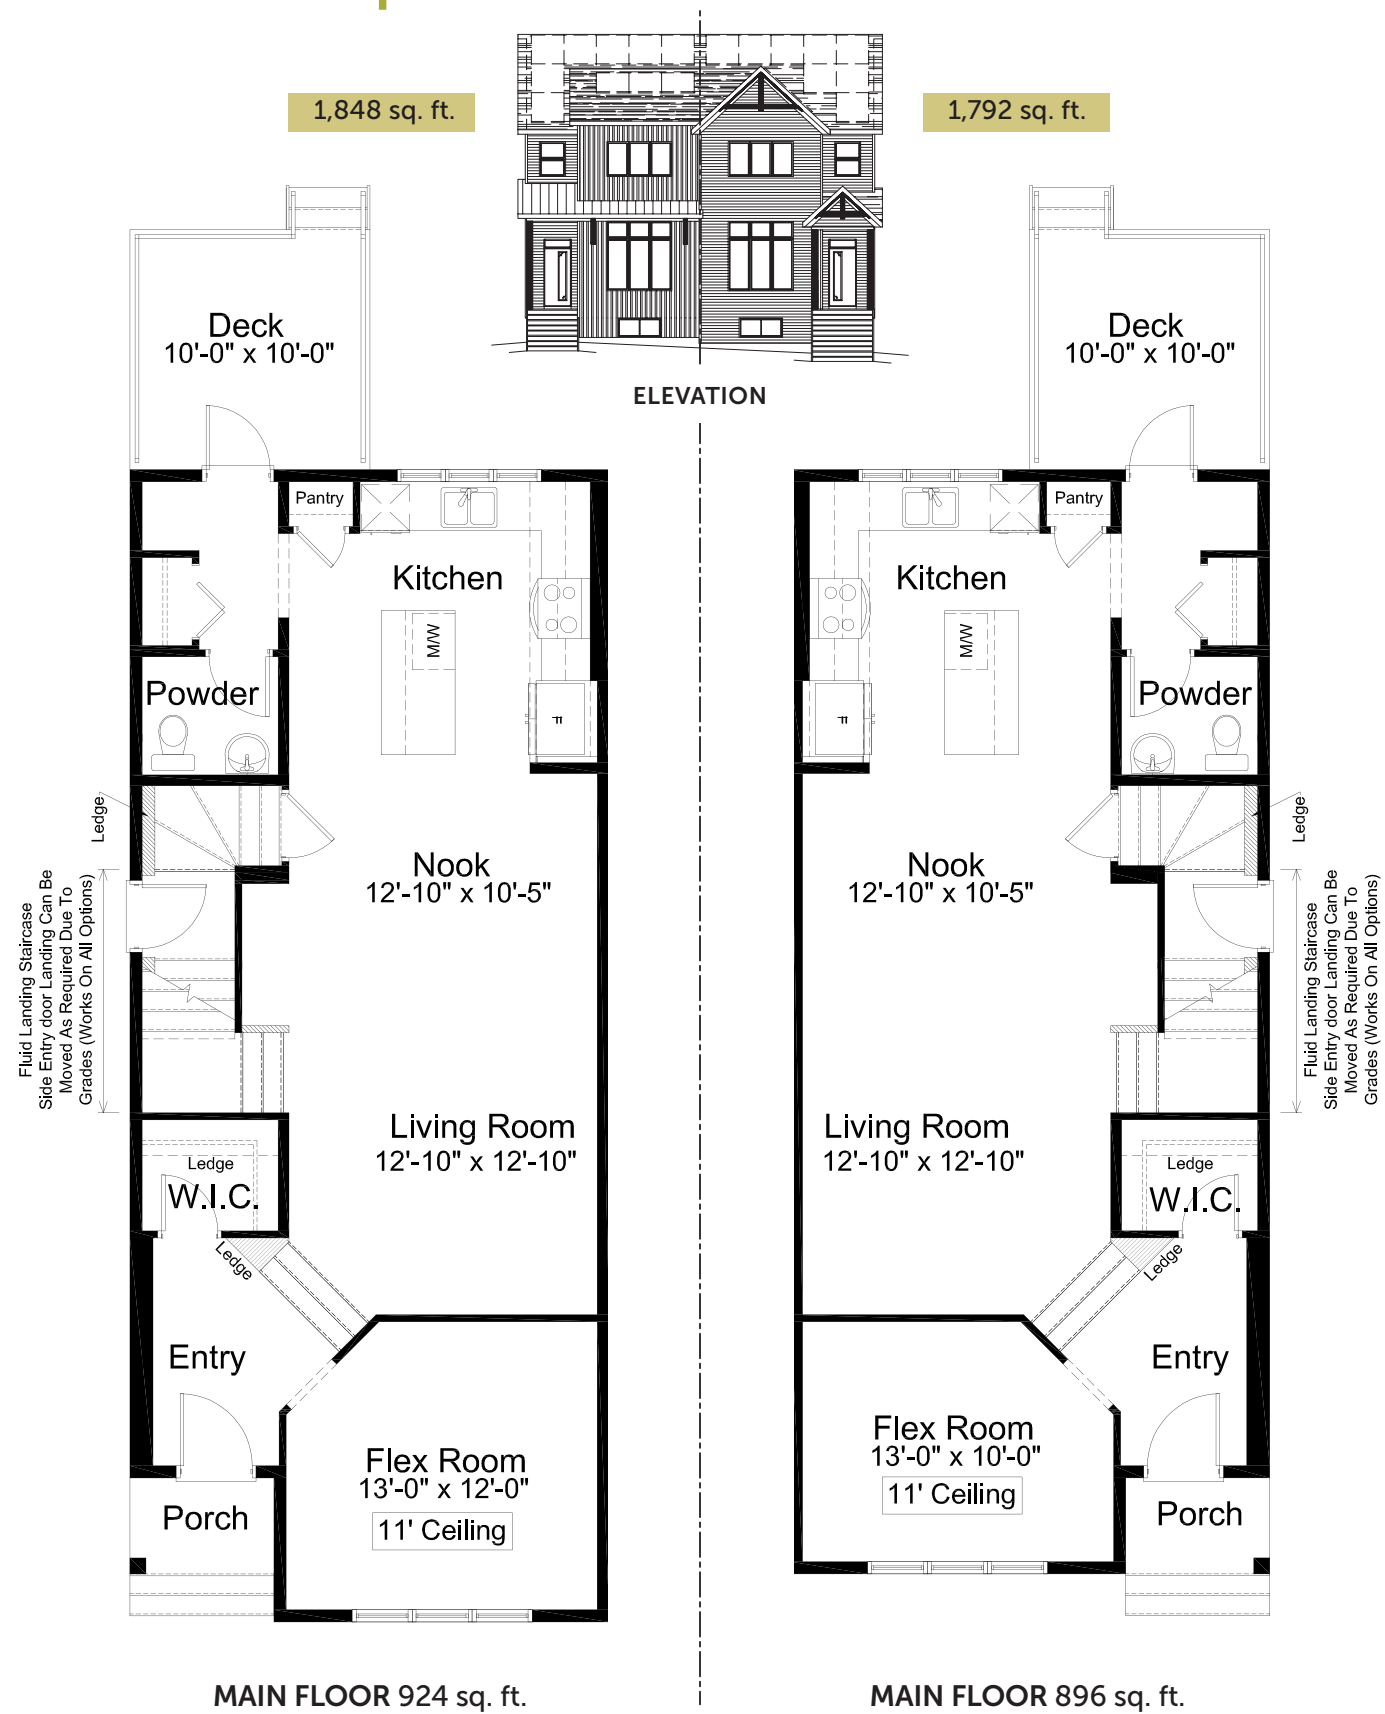 1,848 sq. ft.
1,792 sq. ft.
ELEVATION
Deck
10'-0" x 10'-0"
Pantry
Kitchen
M/W
Powder
Ledge
Nook
12'-10" x 10'-5"
Fluid Landing Staircase
Side Entry door Landing Can Be
Moved As Required Due To
Grades (Works On All Options)
Living Room
12'-10" x 12'-10"
Ledge
W.I.C.
Ledge
Entry
Flex Room
13'-0" x 12'-0"
11' Ceiling
Porch
MAIN FLOOR 924 sq. ft.
Deck
10'-0" x 10'-0"
Pantry
Kitchen
M/W
Powder
Ledge
Nook
12'-10" x 10'-5"
Fluid Landing Staircase
Side Entry door Landing Can Be
Moved As Required Due To
Grades (Works On All Options)
Living Room
12'-10" x 12'-10"
Ledge
W.I.C.
Ledge
Entry
Flex Room
13'-0" x 10'-0"
11' Ceiling
Porch
MAIN FLOOR 896 sq. ft.